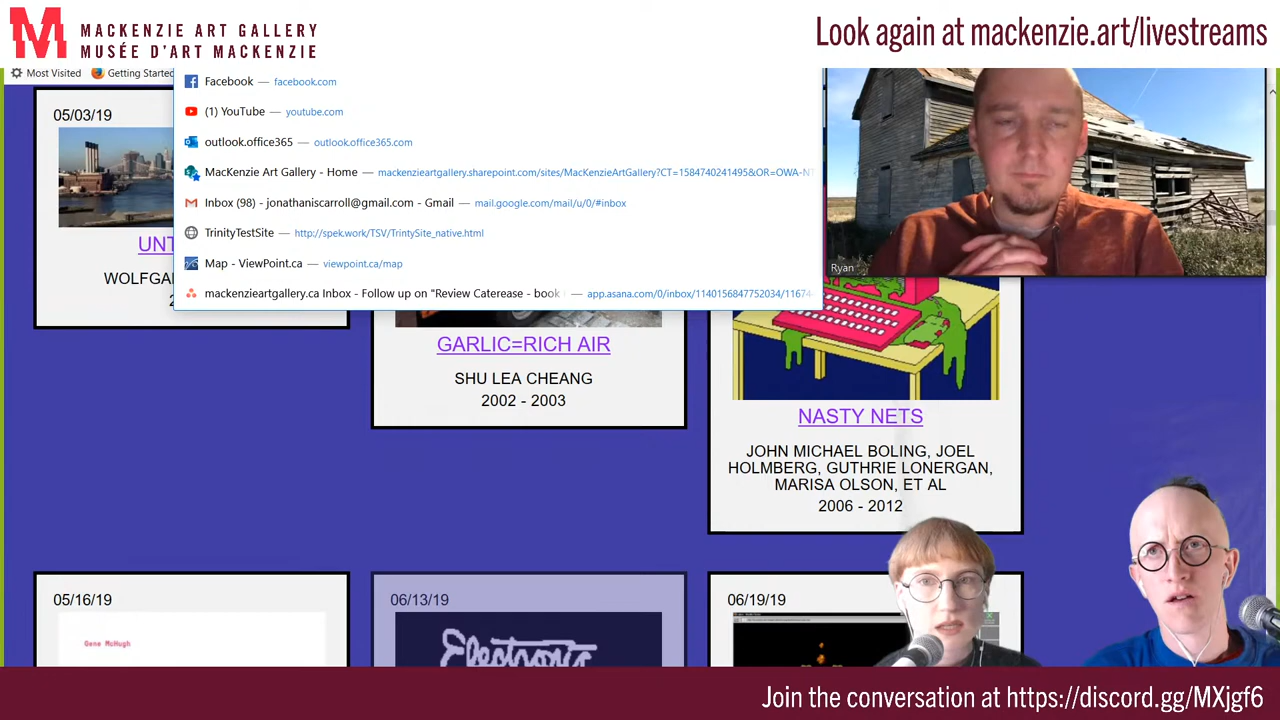 MACKENZIE ART GALLERY
MUSÉE D'ART MACKENZIE
Look again at mackenzie.art/livestreams
Most Visited
Getting Started
Facebook — facebook.com
(1) YouTube — youtube.com
outlook.office365 — outlook.office365.com
MacKenzie Art Gallery - Home — mackenzieartgallery.sharepoint.com/sites/MacKenzieArtGallery?CT=1584740241495&OR=OWA-N
Inbox (98) - jonathaniscarroll@gmail.com - Gmail — mail.google.com/mail/u/0/#inbox
TrinityTestSite — http://spek.work/TSV/TrintySite_native.html
Map - ViewPoint.ca — viewpoint.ca/map
mackenzieartgallery.ca Inbox - Follow up on "Review Caterease - book — app.asana.com/0/inbox/1140156847752034/11674
Ryan
05/03/19
UNT
WOLFGA
2
GARLIC=RICH AIR
SHU LEA CHEANG
2002 - 2003
NASTY NETS
JOHN MICHAEL BOLING, JOEL
HOLMBERG, GUTHRIE LONERGAN,
MARISA OLSON, ET AL
2006 - 2012
05/16/19
Gene McHugh
06/13/19
Electronic
06/19/19
Join the conversation at https://discord.gg/MXjgf6